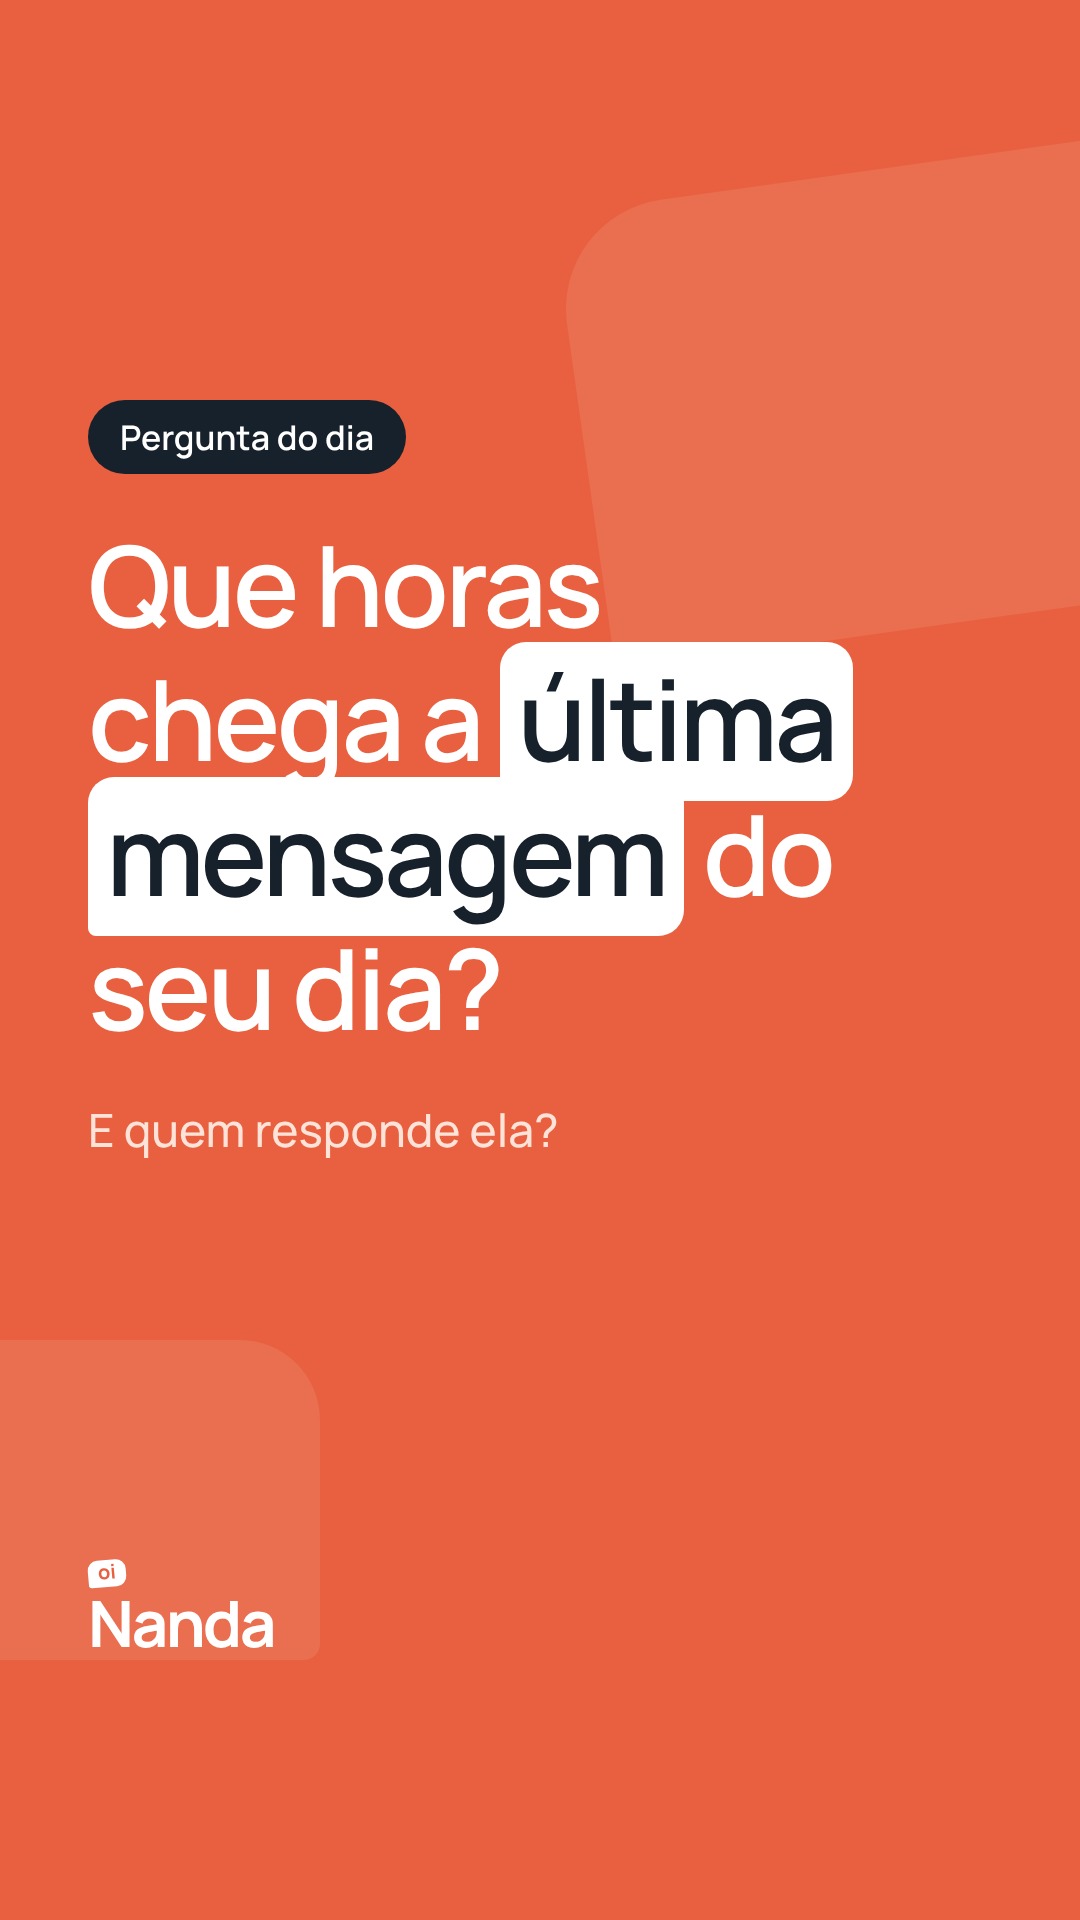 Pergunta do dia
Que horas
chega a última
mensagem do
seu dia?
E quem responde ela?
oi
Nanda